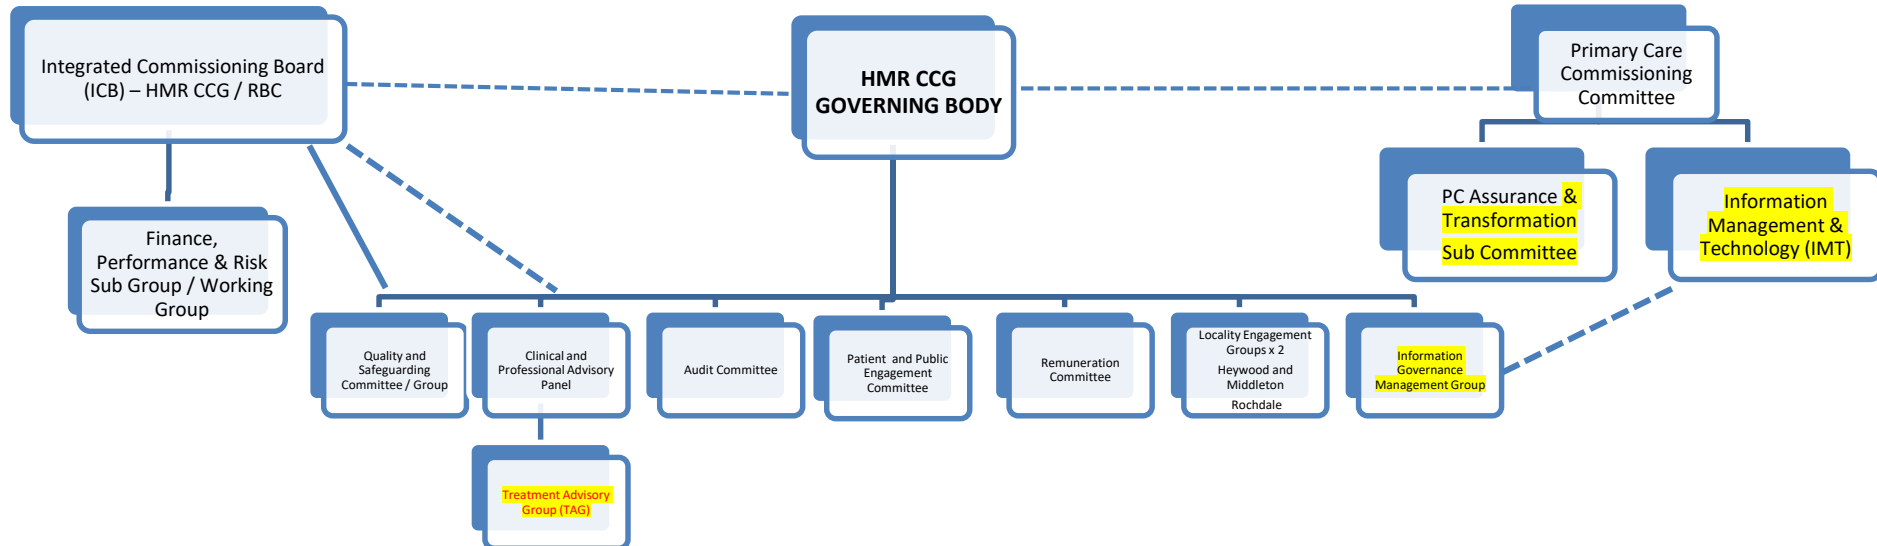 Integrated Commissioning Board
(ICB) – HMR CCG / RBC
HMR CCG
GOVERNING BODY
Primary Care
Commissioning
Committee
Finance,
Performance & Risk
Sub Group / Working
Group
PC Assurance &
Transformation
Sub Committee
Information
Management &
Technology (IMT)
Quality and
Safeguarding
Committee / Group
Clinical and
Professional Advisory
Panel
Audit Committee
Patient and Public
Engagement
Committee
Remuneration
Committee
Locality Engagement
Groups x 2
Heywood and
Middleton
Rochdale
Information
Governance
Management Group
Treatment Advisory
Group (TAG)